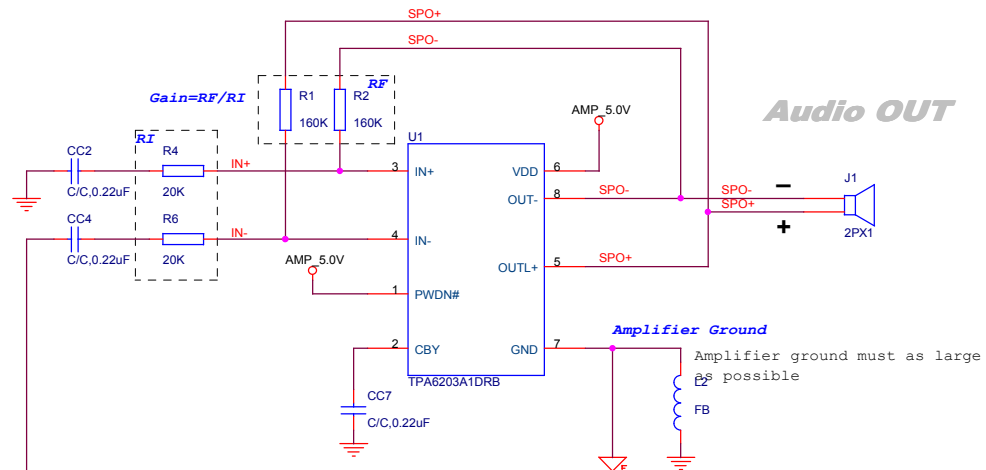 SPO+
SPO-
RF
Gain=RF/RI
R1
R2
160K
160K
AMP_5.0V
Audio OUT
U1
RI
CC2
R4
IN+
3
IN+
VDD
6
C/C,0.22uF
20K
OUT-
8
SPO-
SPO-
SPO+
J1
2PX1
CC4
R6
IN-
4
IN-
C/C,0.22uF
20K
AMP_5.0V
OUTL+
5
SPO+
1
PWDN#
2
CBY
GND
7
Amplifier Ground
Amplifier ground must as large
as possible
TPA6203A1DRB
CC7
C/C,0.22uF
L2
FB